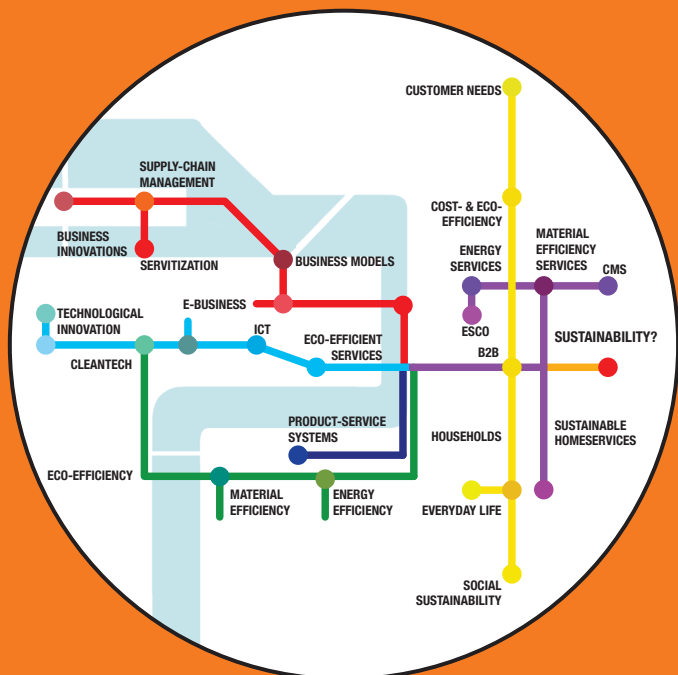 CUSTOMER NEEDS
SUPPLY-CHAIN
MANAGEMENT
COST- & ECO-
EFFICIENCY
BUSINESS
INNOVATIONS
SERVITIZATION
BUSINESS MODELS
ENERGY
SERVICES
MATERIAL
EFFICIENCY
SERVICES
CMS
TECHNOLOGICAL
INNOVATION
E-BUSINESS
ICT
ECO-EFFICIENT
SERVICES
ESCO
B2B
SUSTAINABILITY?
CLEANTECH
PRODUCT-SERVICE
SYSTEMS
HOUSEHOLDS
SUSTAINABLE
HOMESERVICES
ECO-EFFICIENCY
MATERIAL
EFFICIENCY
ENERGY
EFFICIENCY
EVERYDAY LIFE
SOCIAL
SUSTAINABILITY